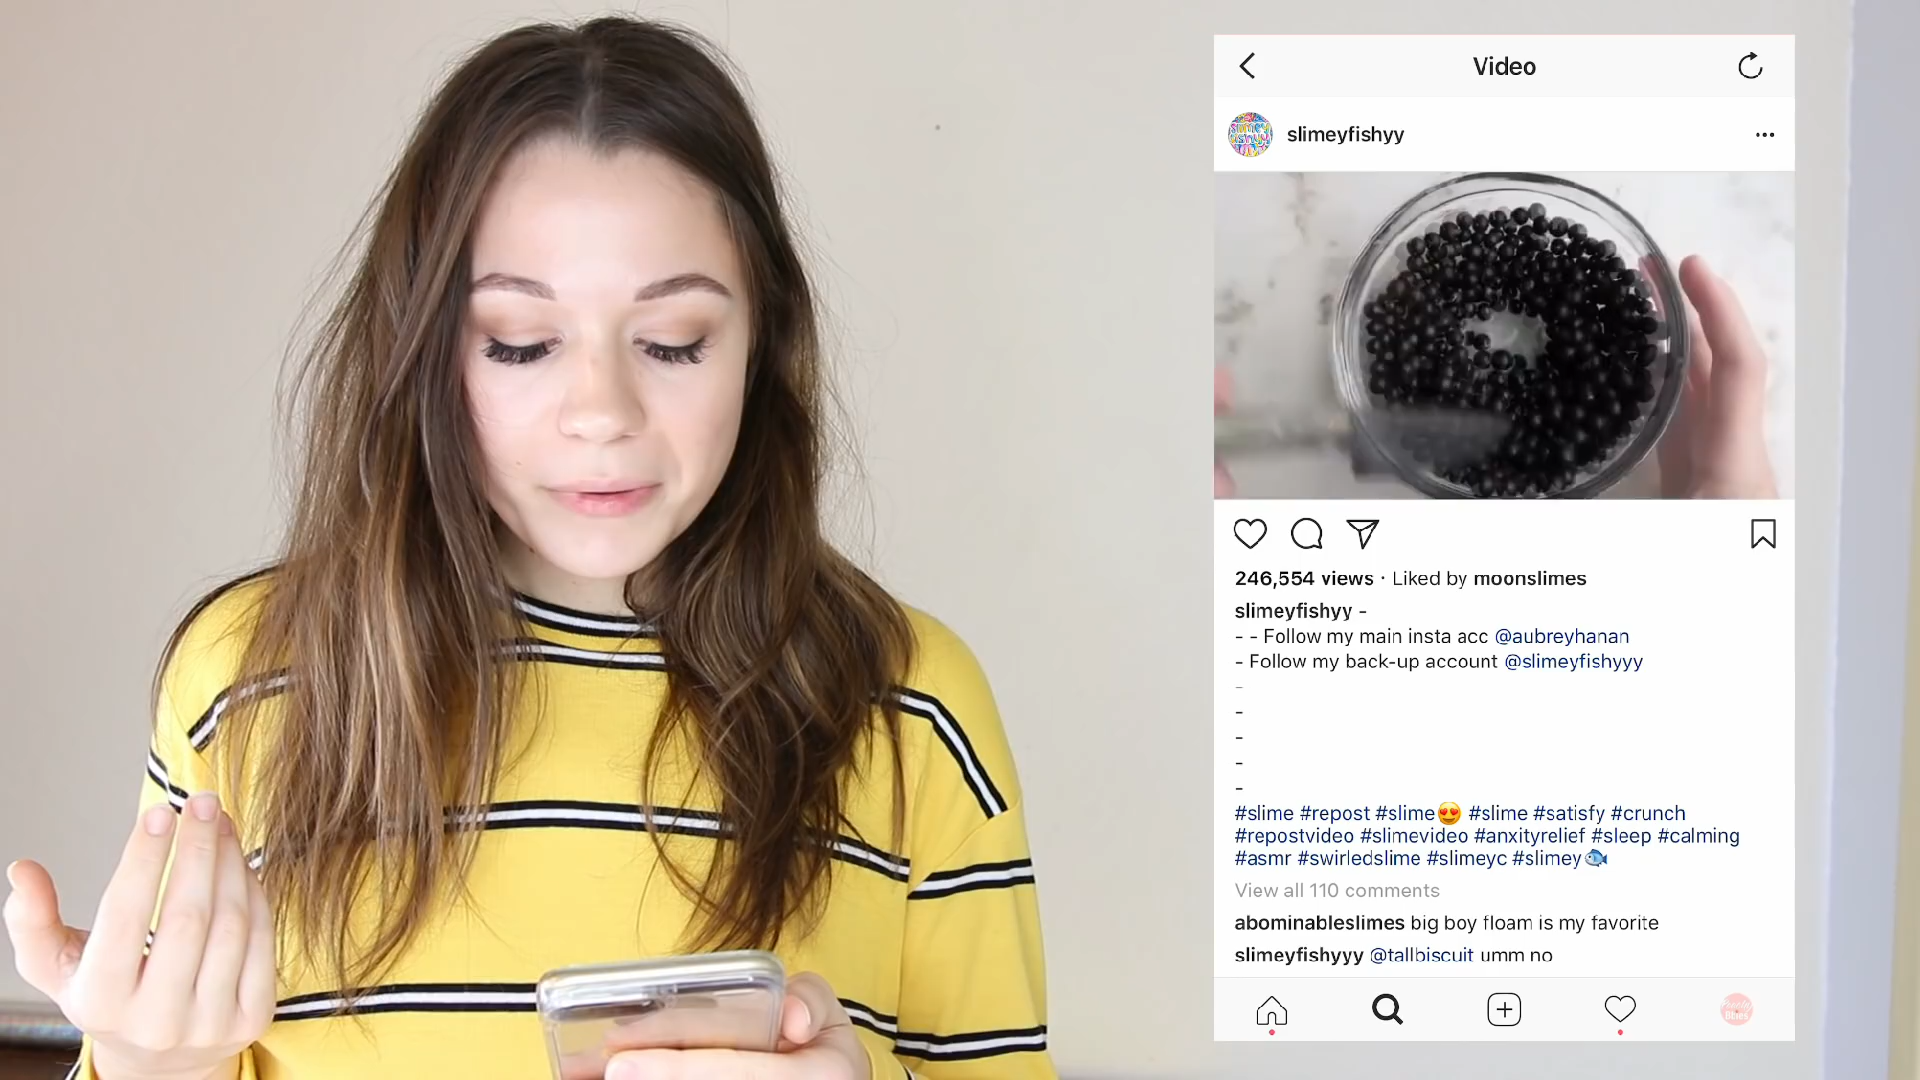 Video
slimeyfishyy
246,554 views · Liked by moonslimes
slimeyfishyy -
- - Follow my main insta acc @aubreyhanan
- Follow my back-up account @slimeyfishyyy
-
-
-
-
-
#slime #repost #slime😍 #slime #satisfy #crunch
#repostvideo #slimevideo #anxityrelief #sleep #calming
#asmr #swirledslime #slimeyc #slimey🐟
View all 110 comments
abominableslimes big boy floam is my favorite
slimeyfishyyy @tallbiscuit umm no